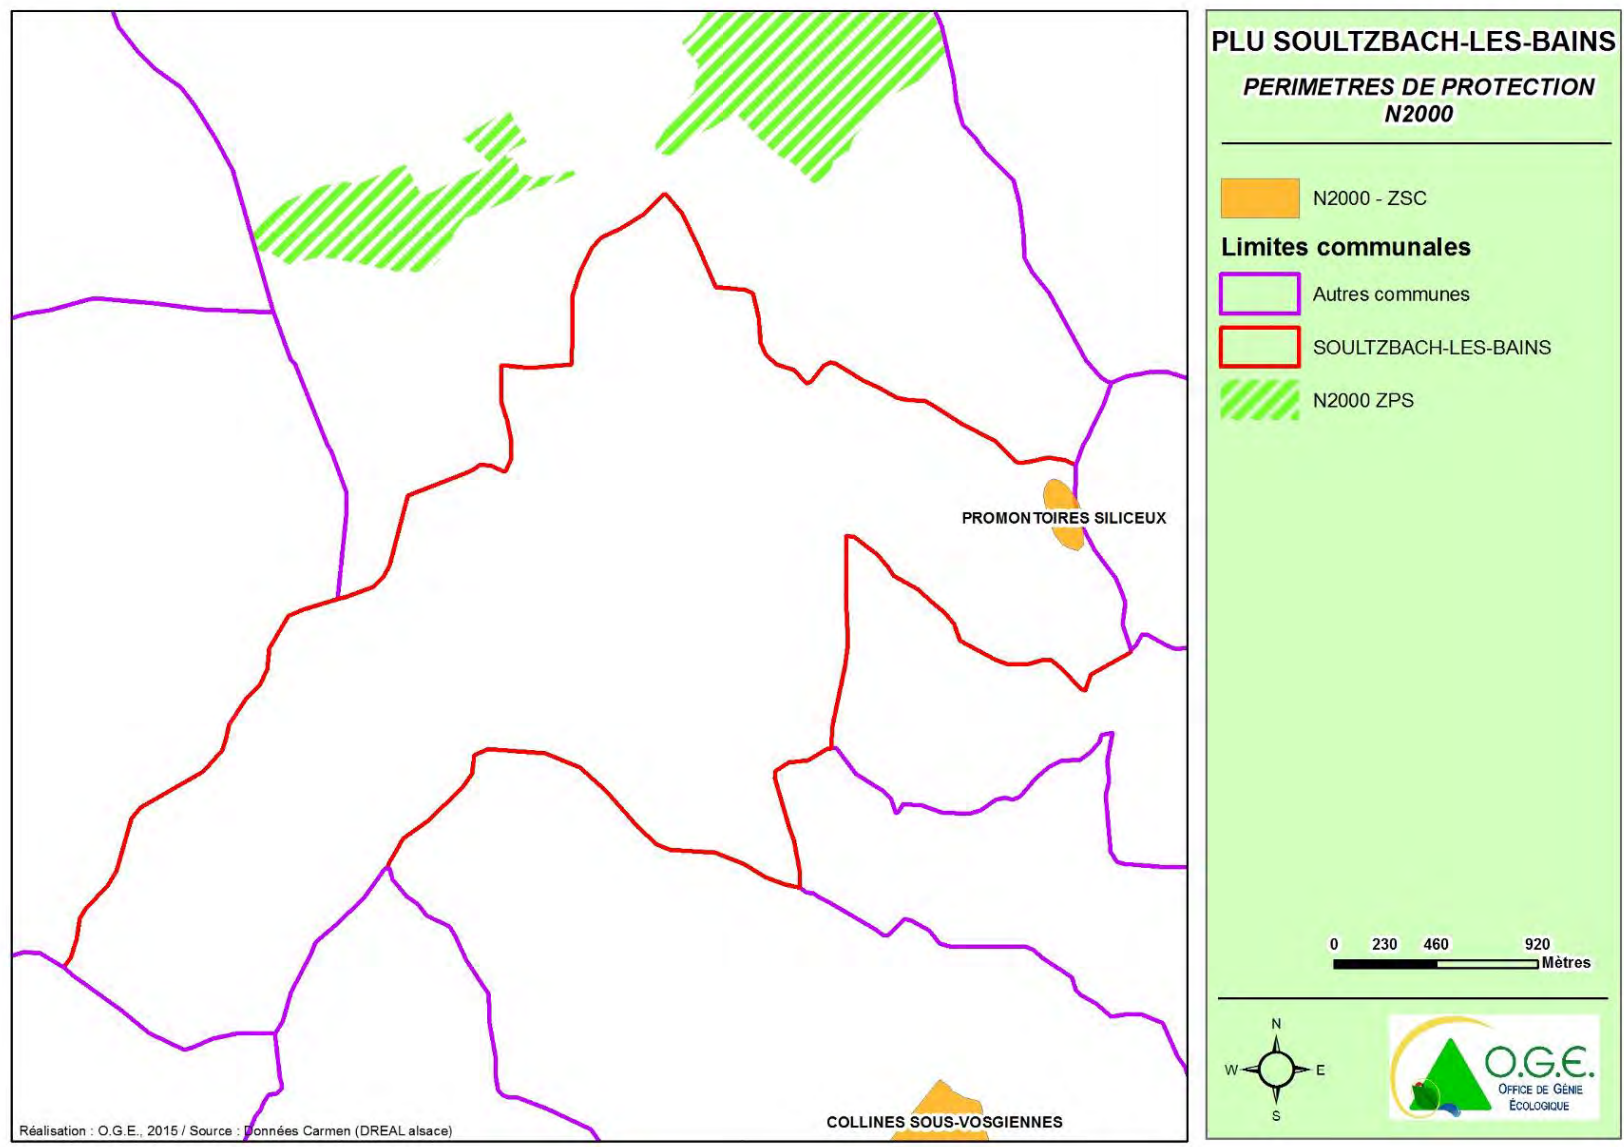 PLU SOULTZBACH-LES-BAINS
PERIMETRES DE PROTECTION
N2000
N2000 - ZSC
Limites communales
Autres communes
SOULTZBACH-LES-BAINS
N2000 ZPS
PROMONTOIRES SILICEUX
COLLINES SOUS-VOSGIENNES
0 230 460 920
Mètres
N
W E
S
O.G.E.
OFFICE DE GÉNIE
ÉCOLOGIQUE
Réalisation : O.G.E., 2015 / Source : Données Carmen (DREAL alsace)